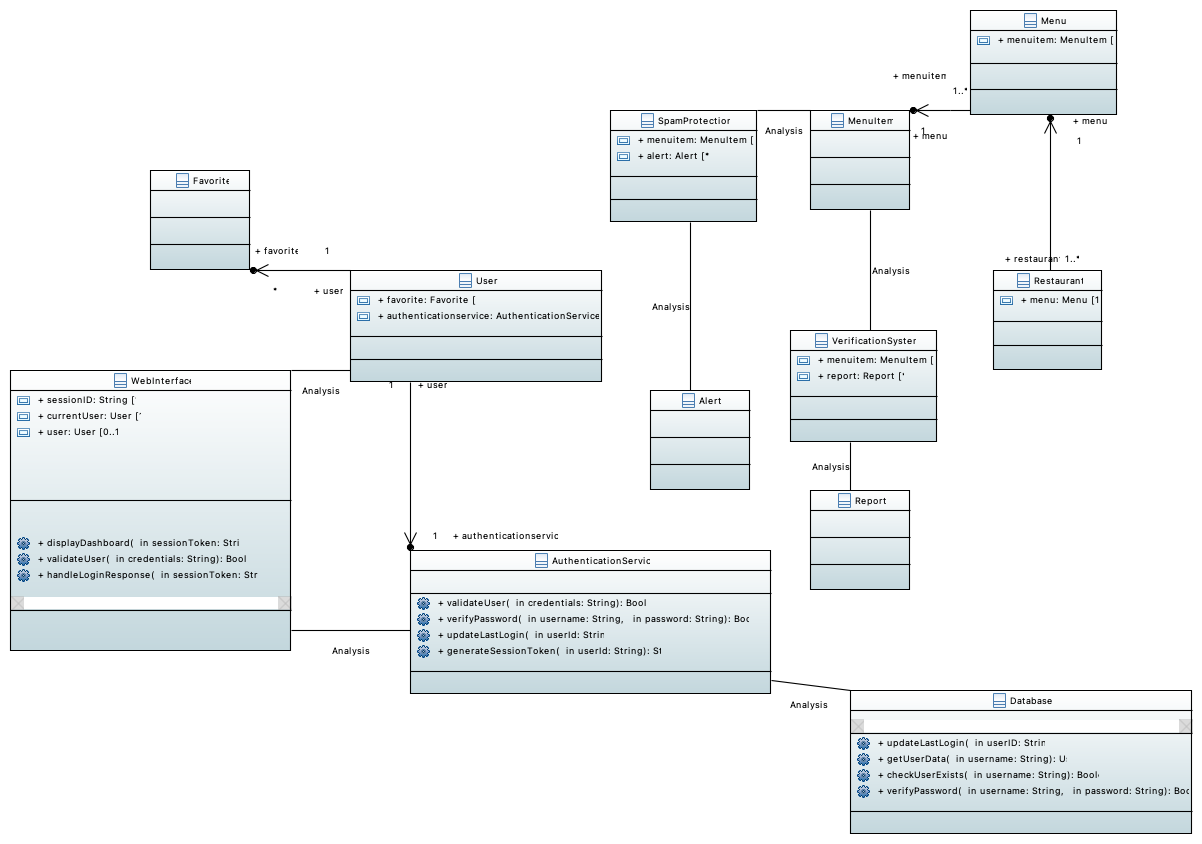 Menu
+ menuitem: MenuItem [
+ menuitem
1..*
1
+ menu
+ menu
1
SpamProtection
+ menuitem: MenuItem [
+ alert: Alert [*
Analysis
MenuItem
Favorite
+ favorite
1
*
+ user
User
+ favorite: Favorite [
+ authenticationservice: AuthenticationService
Analysis
Analysis
+ restaurant
1..*
Restaurant
+ menu: Menu [1
VerificationSyster
+ menuitem: MenuItem [
+ report: Report [*
WebInterface
+ sessionID: String [
+ currentUser: User [
+ user: User [0..1
Analysis
1
+ user
Alert
Analysis
Report
+ displayDashboard( in sessionToken: Stri
+ validateUser( in credentials: String): Bool
+ handleLoginResponse( in sessionToken: Str
1
+ authenticationservic
AuthenticationServic
+ validateUser( in credentials: String): Bool
+ verifyPassword( in username: String, in password: String): Boo
+ updateLastLogin( in userId: Strin
+ generateSessionToken( in userId: String): St
Analysis
Analysis
Database
+ updateLastLogin( in userID: Strin
+ getUserData( in username: String): U
+ checkUserExists( in username: String): Bool
+ verifyPassword( in username: String, in password: String): Boo